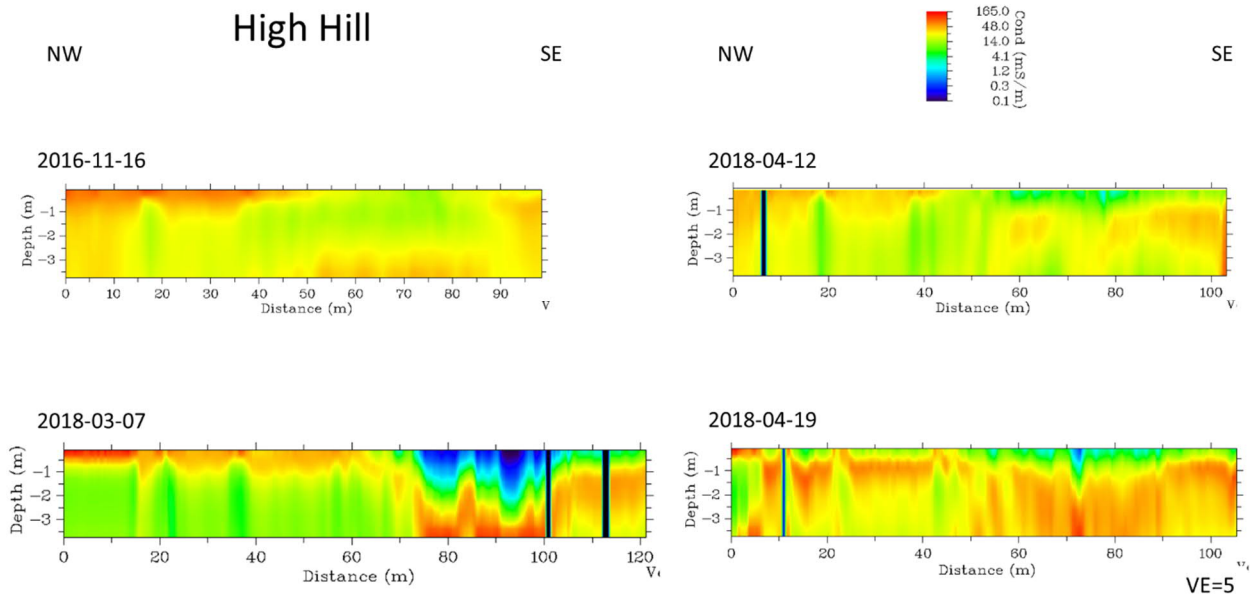 High Hill
NW
SE
NW
SE
165.0
48.0
14.0
4.1
1.2
0.3
0.1
Cond (mS/m)
2016-11-16
Depth (m)
-1
-2
-3
0 10 20 30 40 50 60 70 80 90
Distance (m)
V
2018-04-12
Depth (m)
-1
-2
-3
0 20 40 60 80 100
Distance (m)
2018-03-07
Depth (m)
-1
-2
-3
0 20 40 60 80 100 120
Distance (m)
2018-04-19
Depth (m)
-1
-2
-3
0 20 40 60 80 100
Distance (m)
VE=5